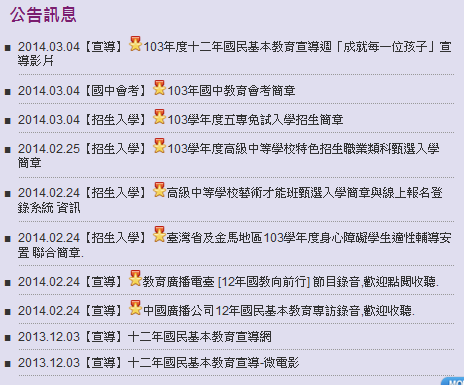 公告訊息
2014.03.04【宣導】103年度十二年國民基本教育宣導週「成就每一位孩子」宣
導影片
2014.03.04【國中會考】103年國中教育會考簡章
2014.03.04【招生入學】103學年度五專免試入學招生簡章
2014.02.25【招生入學】103學年度高級中等學校特色招生職業類科甄選入學
簡章
2014.02.24【招生入學】高級中等學校藝術才能班甄選入學簡章與線上報名登
錄系統 資訊
2014.02.24【招生入學】臺灣省及金馬地區103學年度身心障礙學生適性輔導安
置 聯合簡章.
2014.02.24【宣導】教育廣播電臺 [12年國教向前行] 節目錄音,歡迎點閱收聽.
2014.02.24【宣導】中國廣播公司12年國民基本教育專訪錄音,歡迎收聽.
2013.12.03【宣導】十二年國民基本教育宣導網
2013.12.03【宣導】十二年國民基本教育宣導-微電影